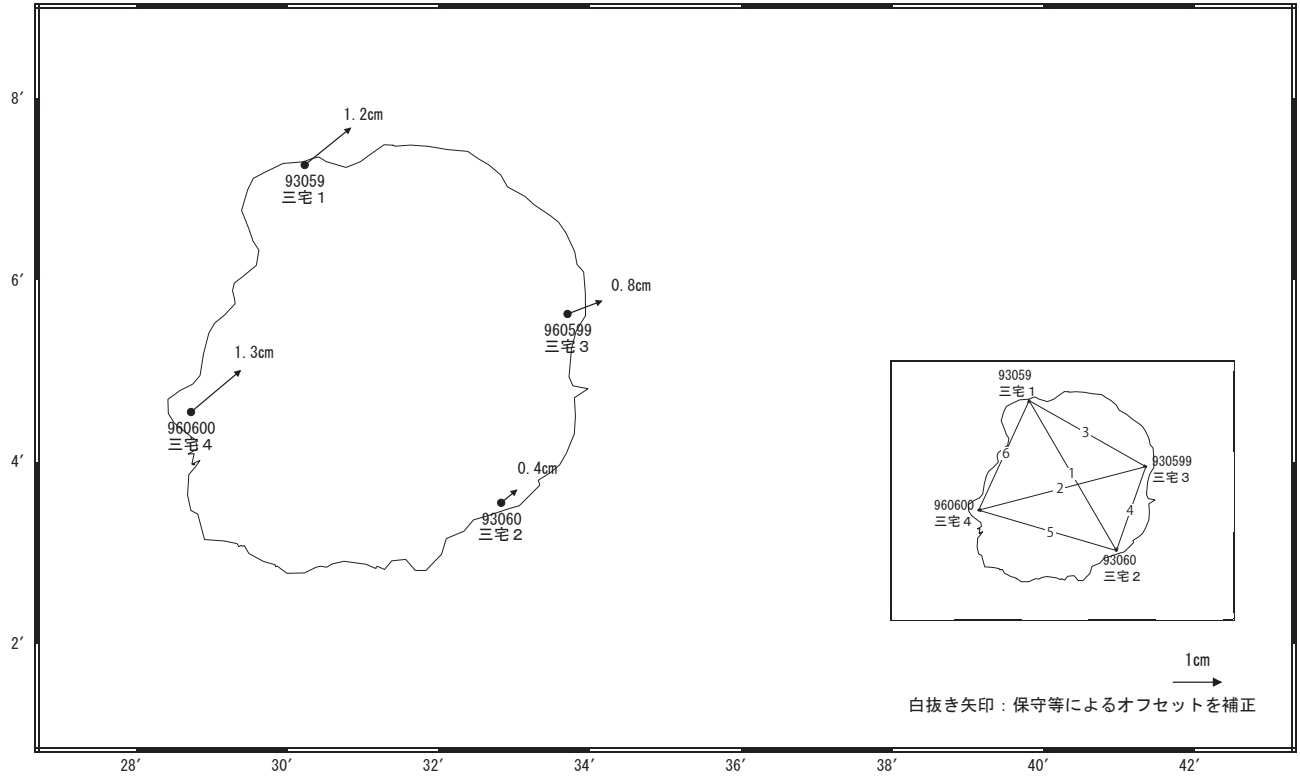 8′
6′
4′
2′
1.2cm
93059
三宅１
0.8cm
960599
三宅３
1.3cm
960600
三宅４
0.4cm
93060
三宅２
93059
三宅１
3
6
1
930599
三宅３
2
960600
三宅４
4
5
93060
三宅２
1cm
白抜き矢印：保守等によるオフセットを補正
28′ 30′ 32′ 34′ 36′ 38′ 40′ 42′